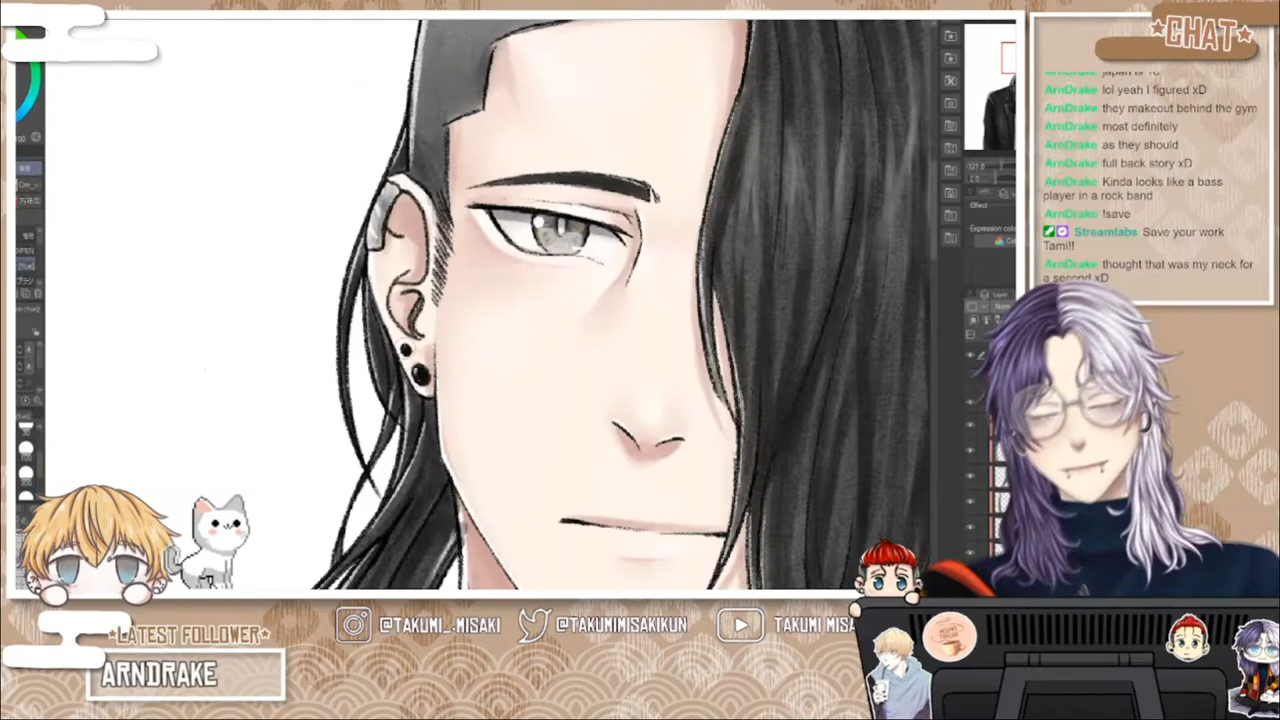 CHAT
ArnDrake lol yeah I figured xD
ArnDrake they makeout behind the gym
ArnDrake most definitely
ArnDrake as they should
ArnDrake full back story xD
ArnDrake Kinda looks like a bass
player in a rock band
ArnDrake !save
Streamlabs Save your work
Tami!!
ArnDrake thought that was my neck for
a second xD
Effect
Expression
Layer
*LATEST FOLLOWER*
ARNDRAKE
@TAKUMI_.MISAKI
@TAKUMIMISAKIKUN
TAKUMI MISA